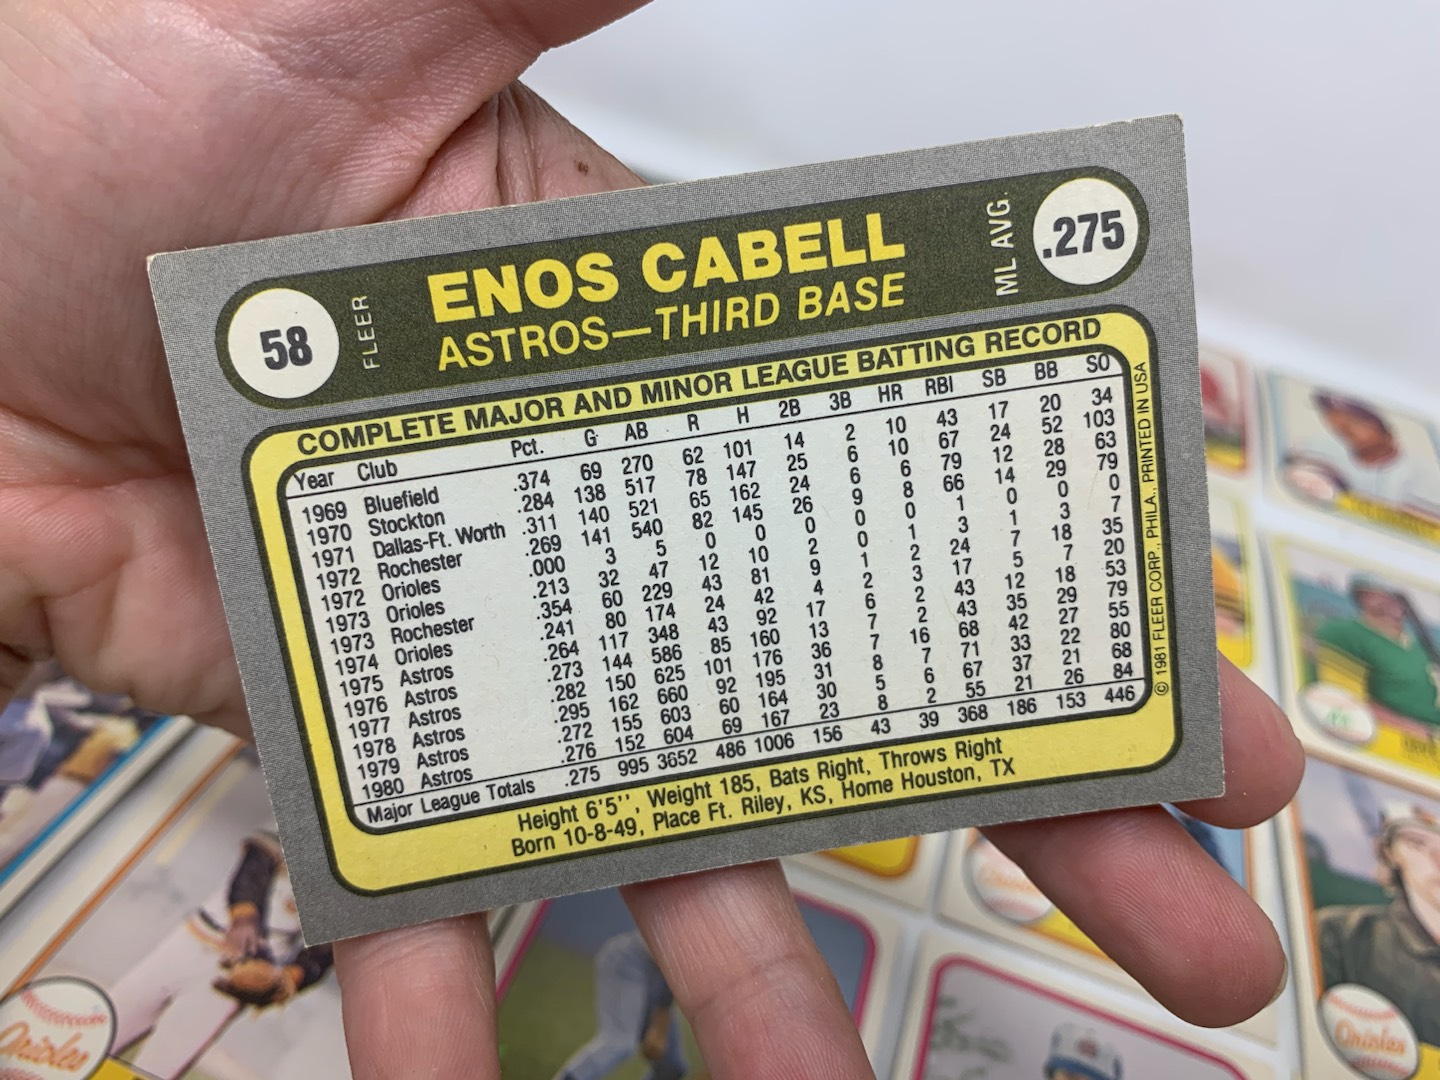 58
FLEER
ENOS CABELL
ML AVG.
.275
ASTROS—THIRD BASE
COMPLETE MAJOR AND MINOR LEAGUE BATTING RECORD
Year Club Pct. G AB R H 2B 3B HR RBI SB BB SO
1969 Bluefield .374 69 270 62 101 14 2 10 43 17 20 34
1970 Stockton .284 138 517 78 147 25 6 10 67 24 52 103
1971 Dallas-Ft. Worth .311 140 521 65 162 24 6 6 79 12 28 63
1972 Rochester .269 141 540 82 145 26 9 8 66 14 29 79
1972 Orioles .000 3 5 0 0 0 0 0 1 0 0 0
1973 Orioles .213 32 47 12 10 2 0 1 3 1 3 7
1973 Rochester .354 60 229 43 81 9 1 2 24 7 18 35
1974 Orioles .241 80 174 24 42 4 2 3 17 5 7 20
1975 Astros .264 117 348 43 92 17 6 2 43 12 18 53
1976 Astros .273 144 586 85 160 13 7 2 43 35 29 79
1977 Astros .282 150 625 101 176 36 7 16 68 42 27 55
1978 Astros .295 162 660 92 195 31 8 7 71 33 22 80
1979 Astros .272 155 603 60 164 30 5 6 67 37 21 68
1980 Astros .276 152 604 69 167 23 8 2 55 21 26 84
Major League Totals .275 995 3652 486 1006 156 43 39 368 186 153 446
Height 6'5'', Weight 185, Bats Right, Throws Right
Born 10-8-49, Place Ft. Riley, KS, Home Houston, TX
© 1981 FLEER CORP., PHILA., PRINTED IN USA
Orioles
Orioles
Orioles